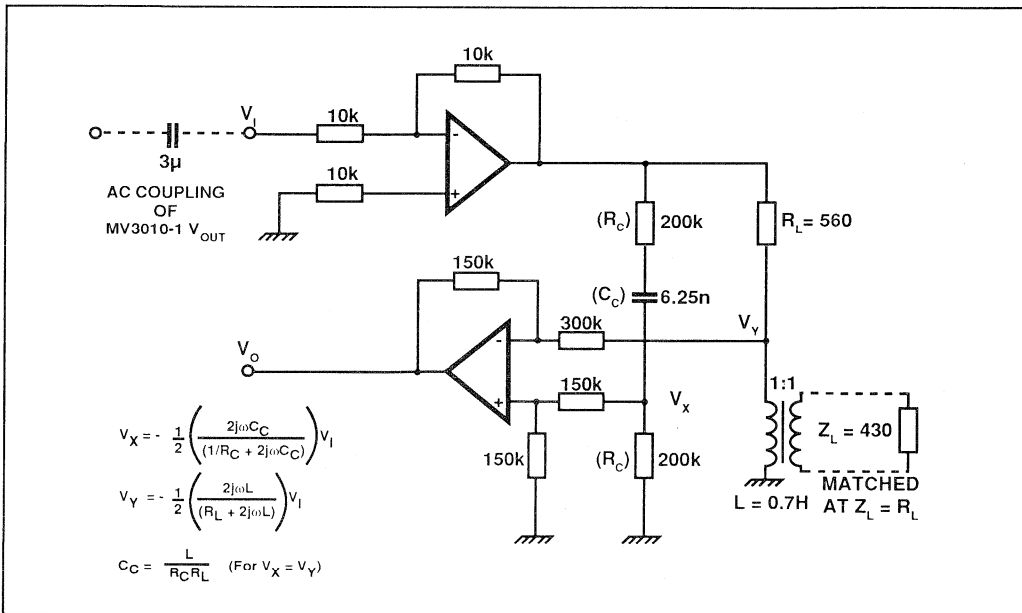 10k
V_I
10k
3µ
AC COUPLING
OF
MV3010-1 V_OUT
10k
-
+
(R_C) 200k
R_L = 560
150k
(C_C) 6.25n
V_Y
300k
V_O
-
+
150k
V_X
1:1
Z_L = 430
150k
(R_C) 200k
MATCHED
AT Z_L = R_L
L = 0.7H
V_X = - 1/2 (2jωC_C / (1/R_C + 2jωC_C)) V_I
V_Y = - 1/2 (2jωL / (R_L + 2jωL)) V_I
C_C = L / R_C R_L (For V_X = V_Y)